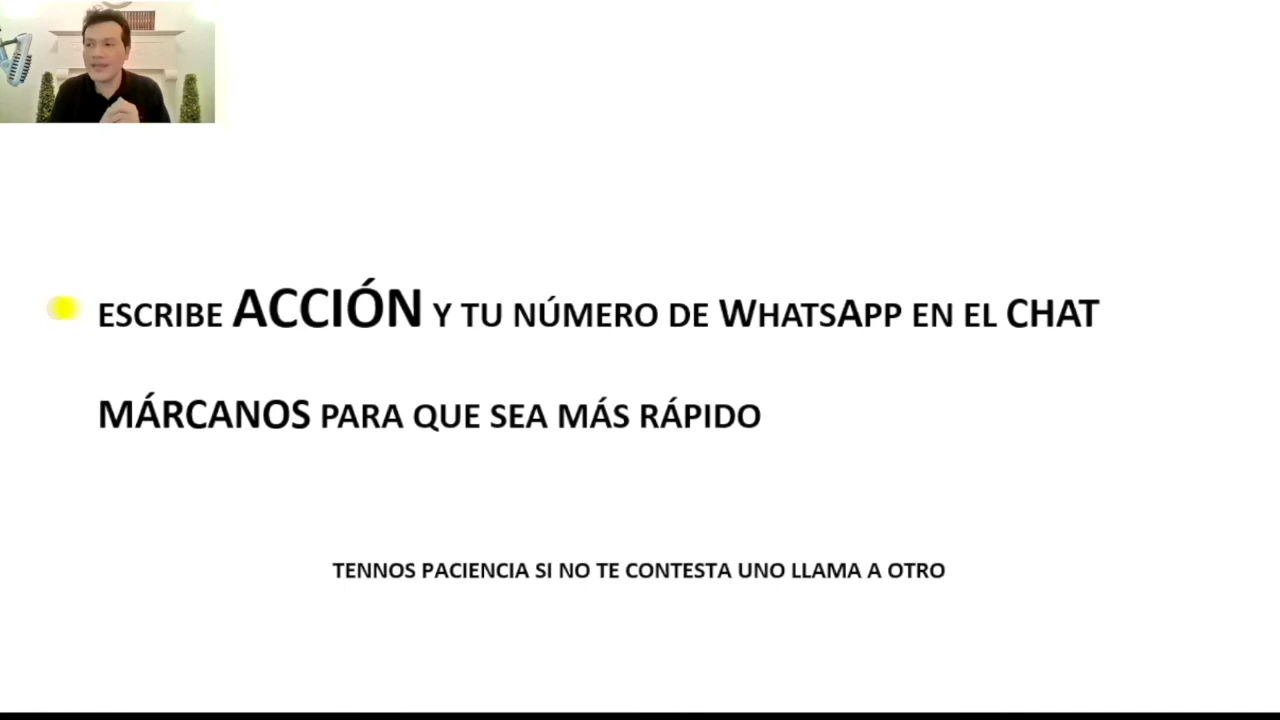 ESCRIBE ACCIÓN Y TU NÚMERO DE WHATSAPP EN EL CHAT
MÁRCANOS PARA QUE SEA MÁS RÁPIDO
TENNOS PACIENCIA SI NO TE CONTESTA UNO LLAMA A OTRO